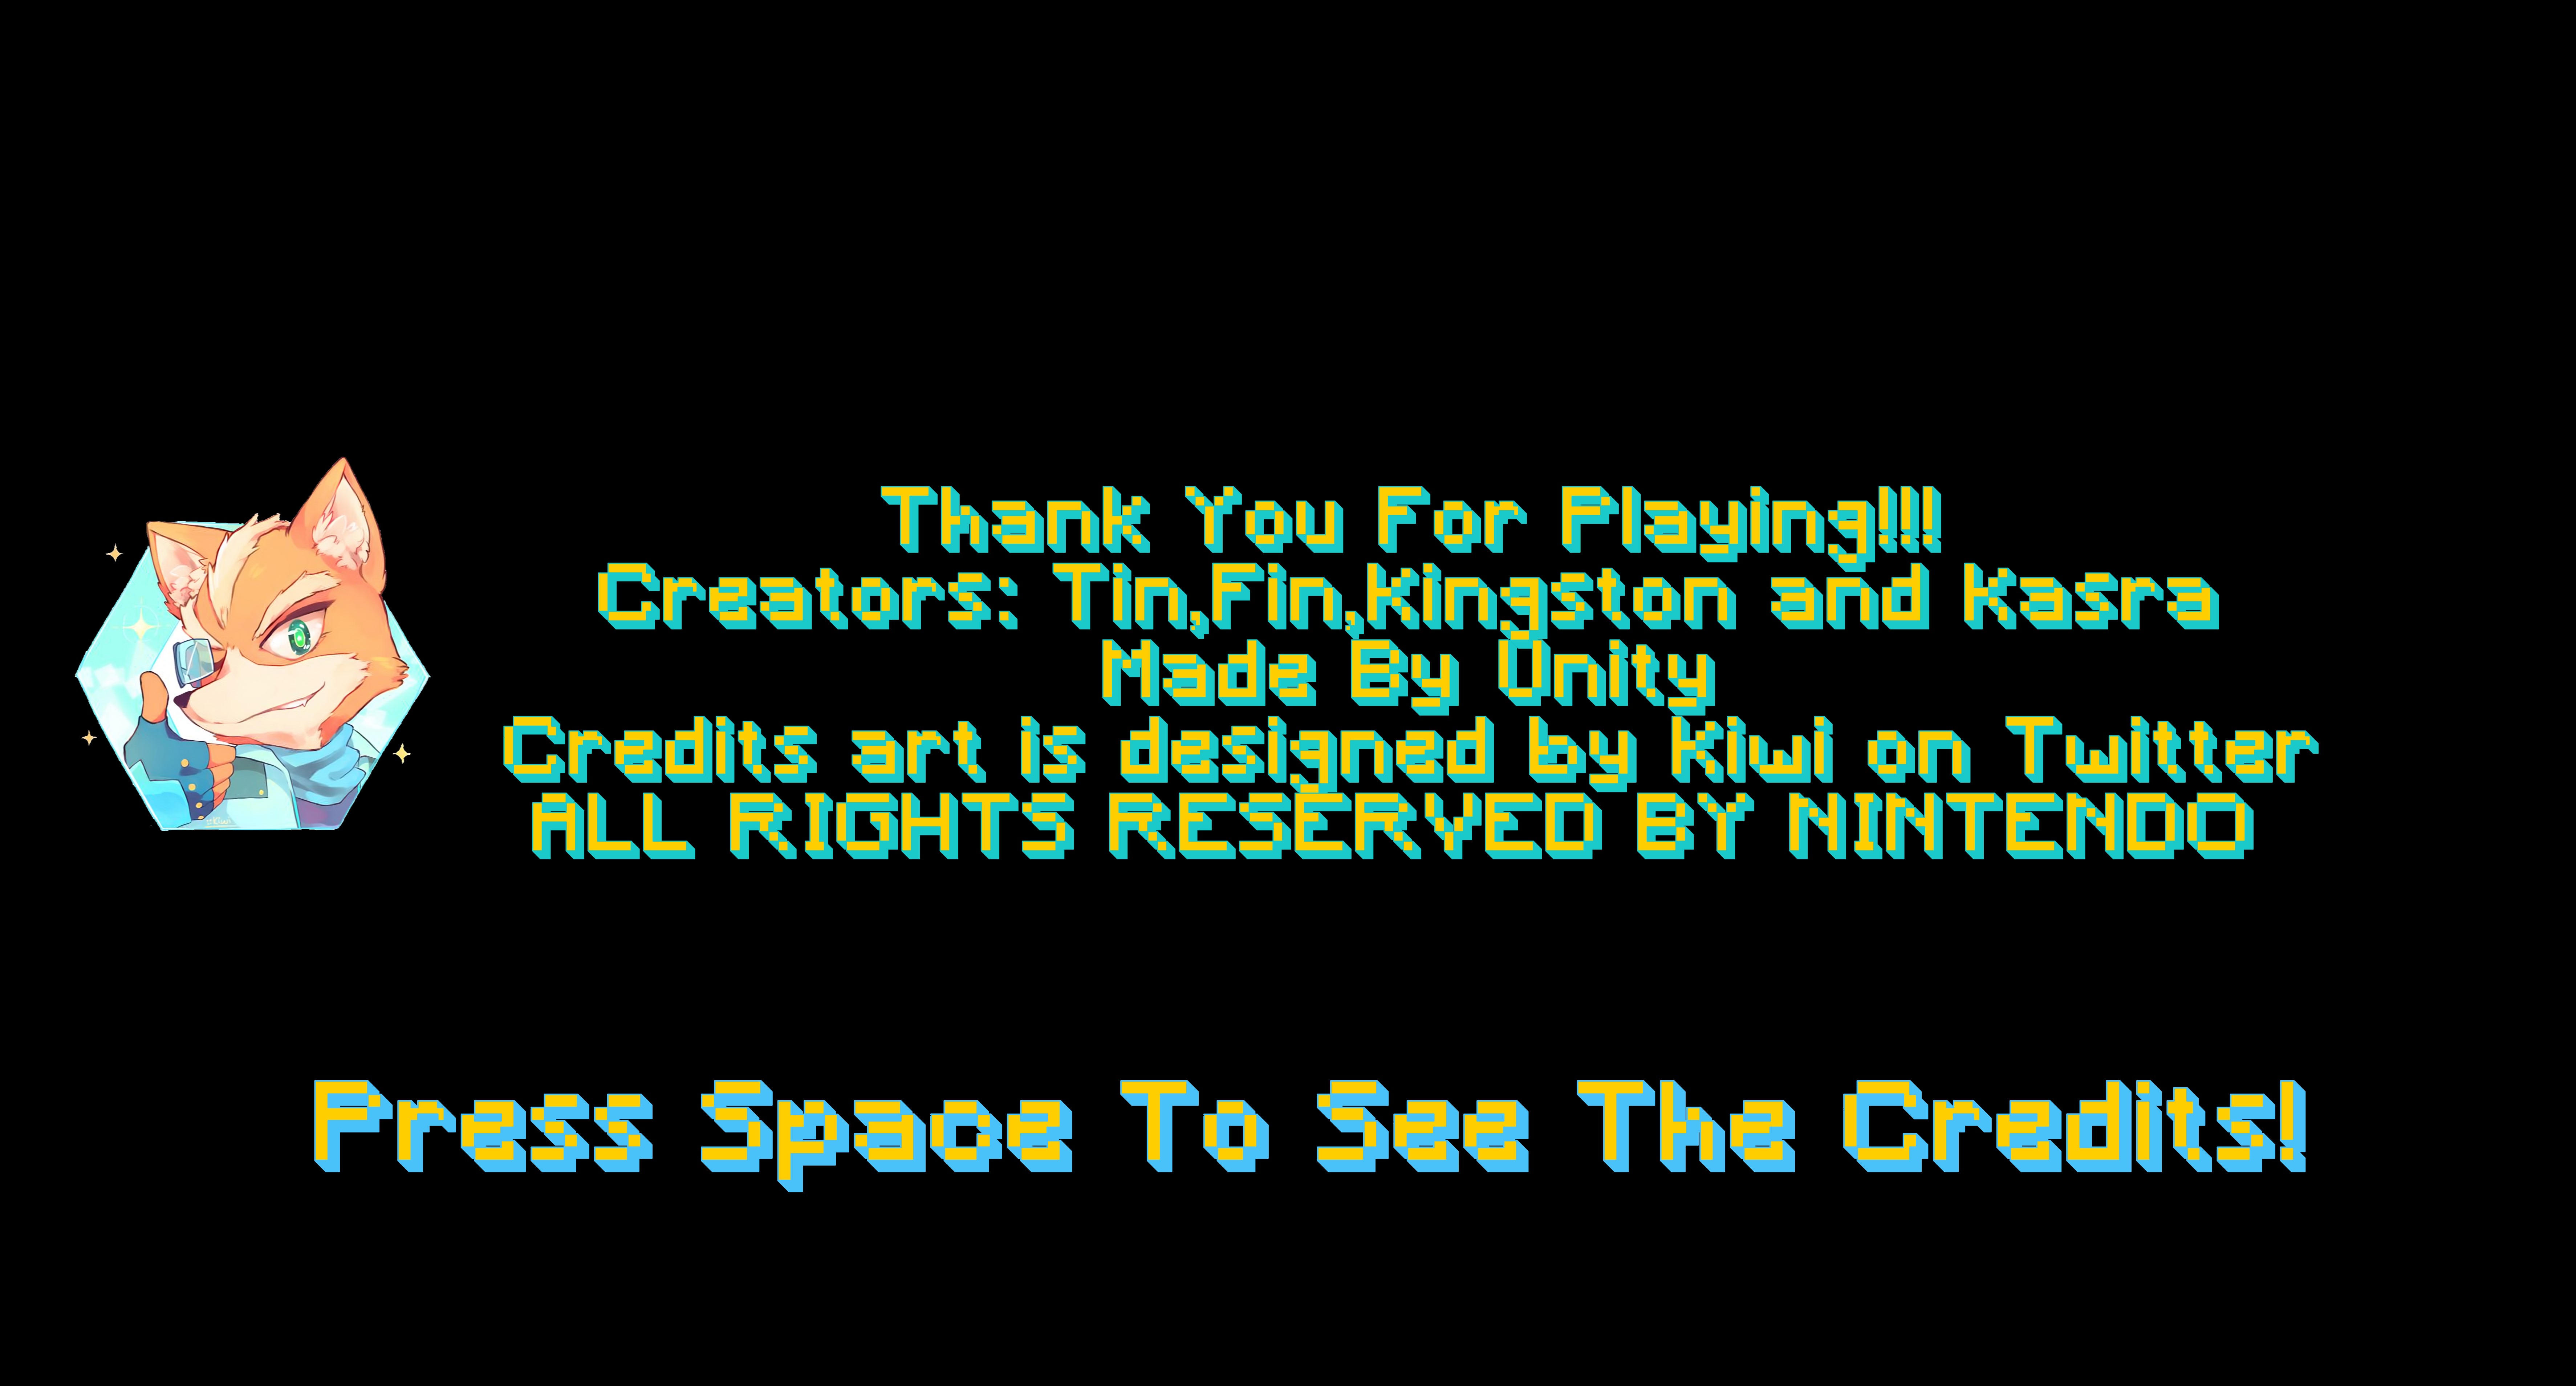 Thank You For Playing!!!
Creators: Tin,Fin,Kingston and Kasra
Made By Unity
Credits art is designed by Kiwi on Twitter
ALL RIGHTS RESERVED BY NINTENDO
Press Space To See The Credits!